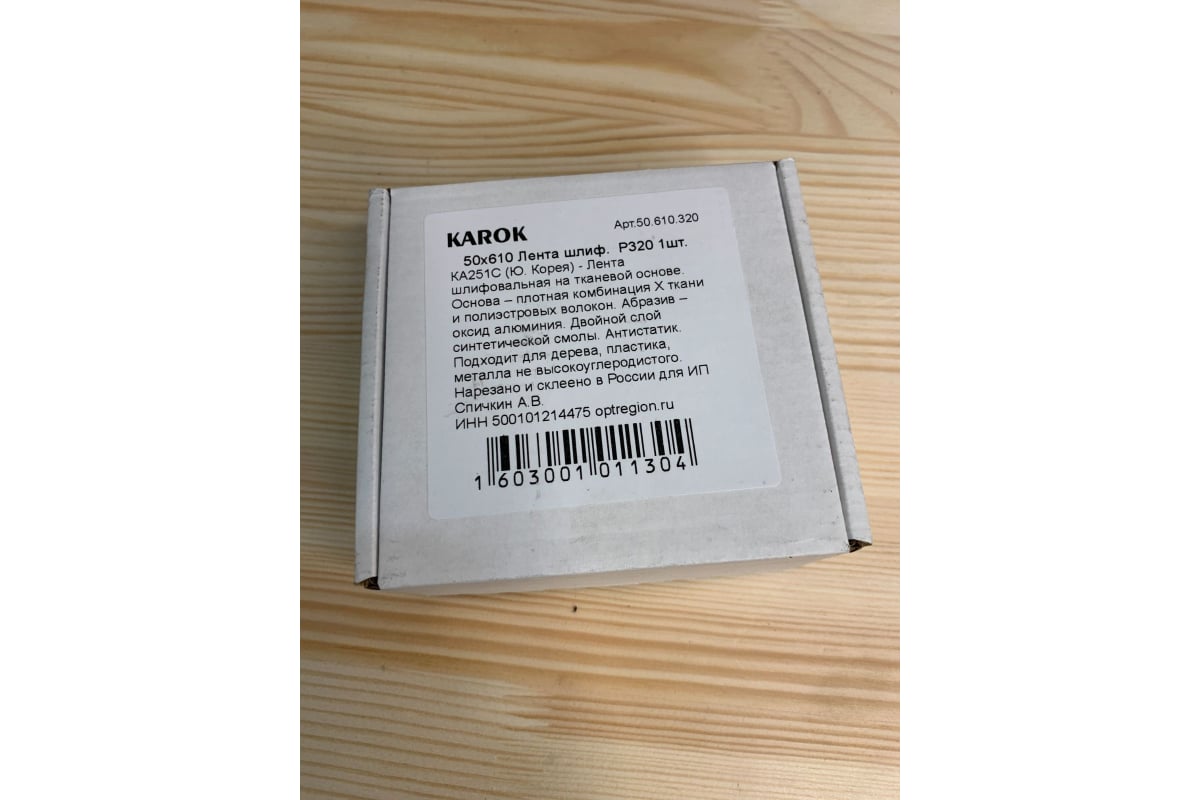 KAROK
Арт.50.610.320
50х610 Лента шлиф. Р320 1шт.
КА251С (Ю. Корея) - Лента
шлифовальная на тканевой основе.
Основа – плотная комбинация Х ткани
и полиэстровых волокон. Абразив –
оксид алюминия. Двойной слой
синтетической смолы. Антистатик.
Подходит для дерева, пластика,
металла не высокоуглеродистого.
Нарезано и склеено в России для ИП
Спичкин А.В.
ИНН 500101214475 optregion.ru
1 603001 011304